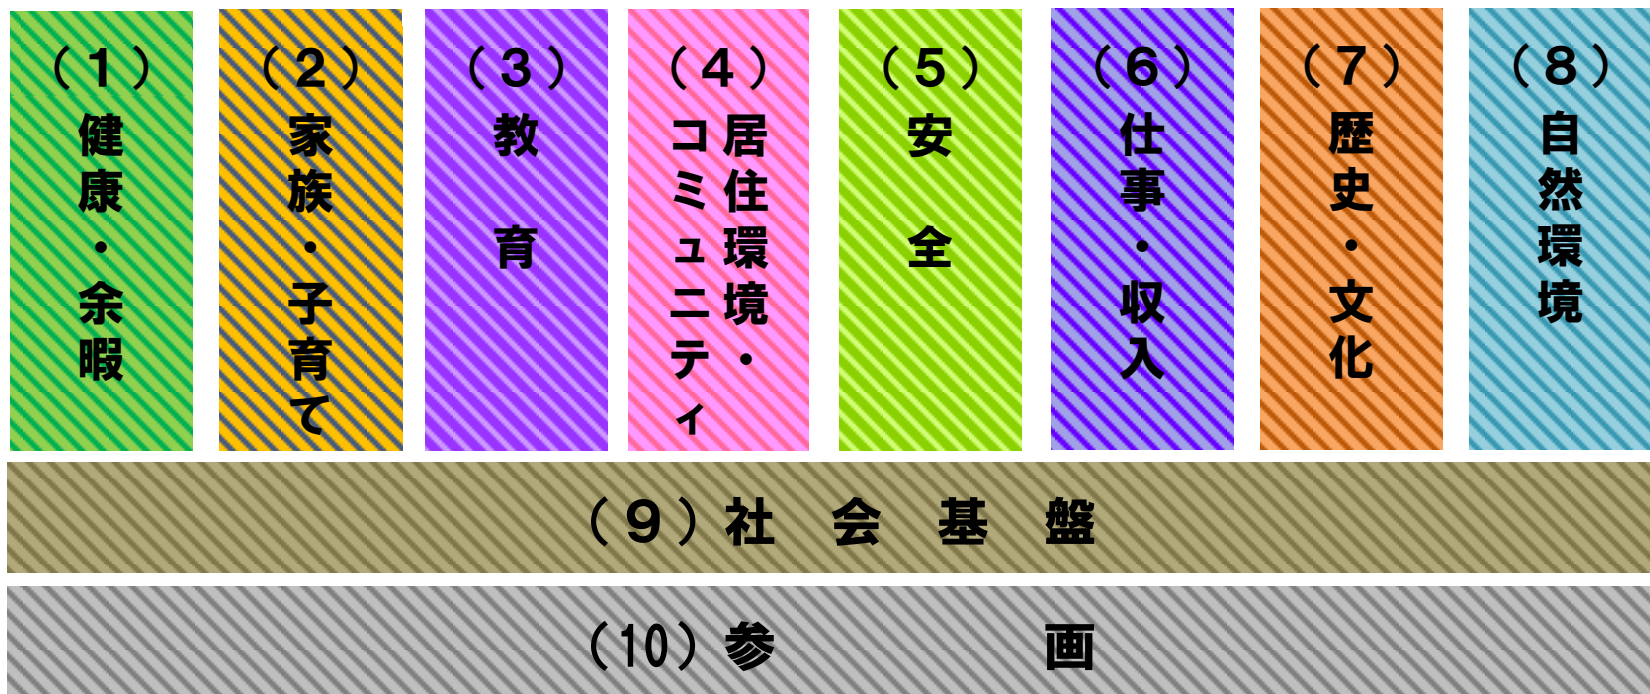 （１）
健康・余暇
（２）
家族・子育て
（３）
教　育
（４）
居住環境・
コミュニティ
（５）
安　全
（６）
仕事・収入
（７）
歴史・文化
（８）
自然環境
（９）社　会　基　盤
（10）参　　　　　画